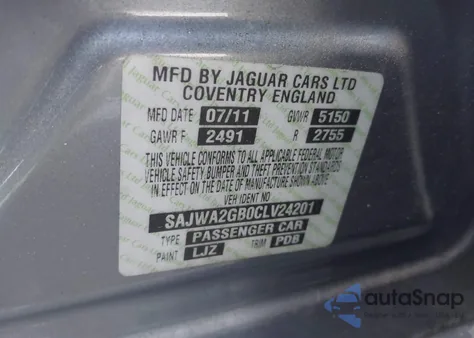 MFD BY JAGUAR CARS LTD
COVENTRY ENGLAND
MFD DATE 07/11 GVWR 5150
GAWR F 2491 R 2755
THIS VEHICLE CONFORMS TO ALL APPLICABLE FEDERAL MOTOR
VEHICLE SAFETY BUMPER AND THEFT PREVENTION STANDARDS
IN EFFECT ON THE DATE OF MANUFACTURE SHOWN ABOVE
VEH IDENT NO
SAJWA2GB0CLV24201
TYPE PASSENGER CAR
PAINT LJZ TRIM PDB
autoSnap